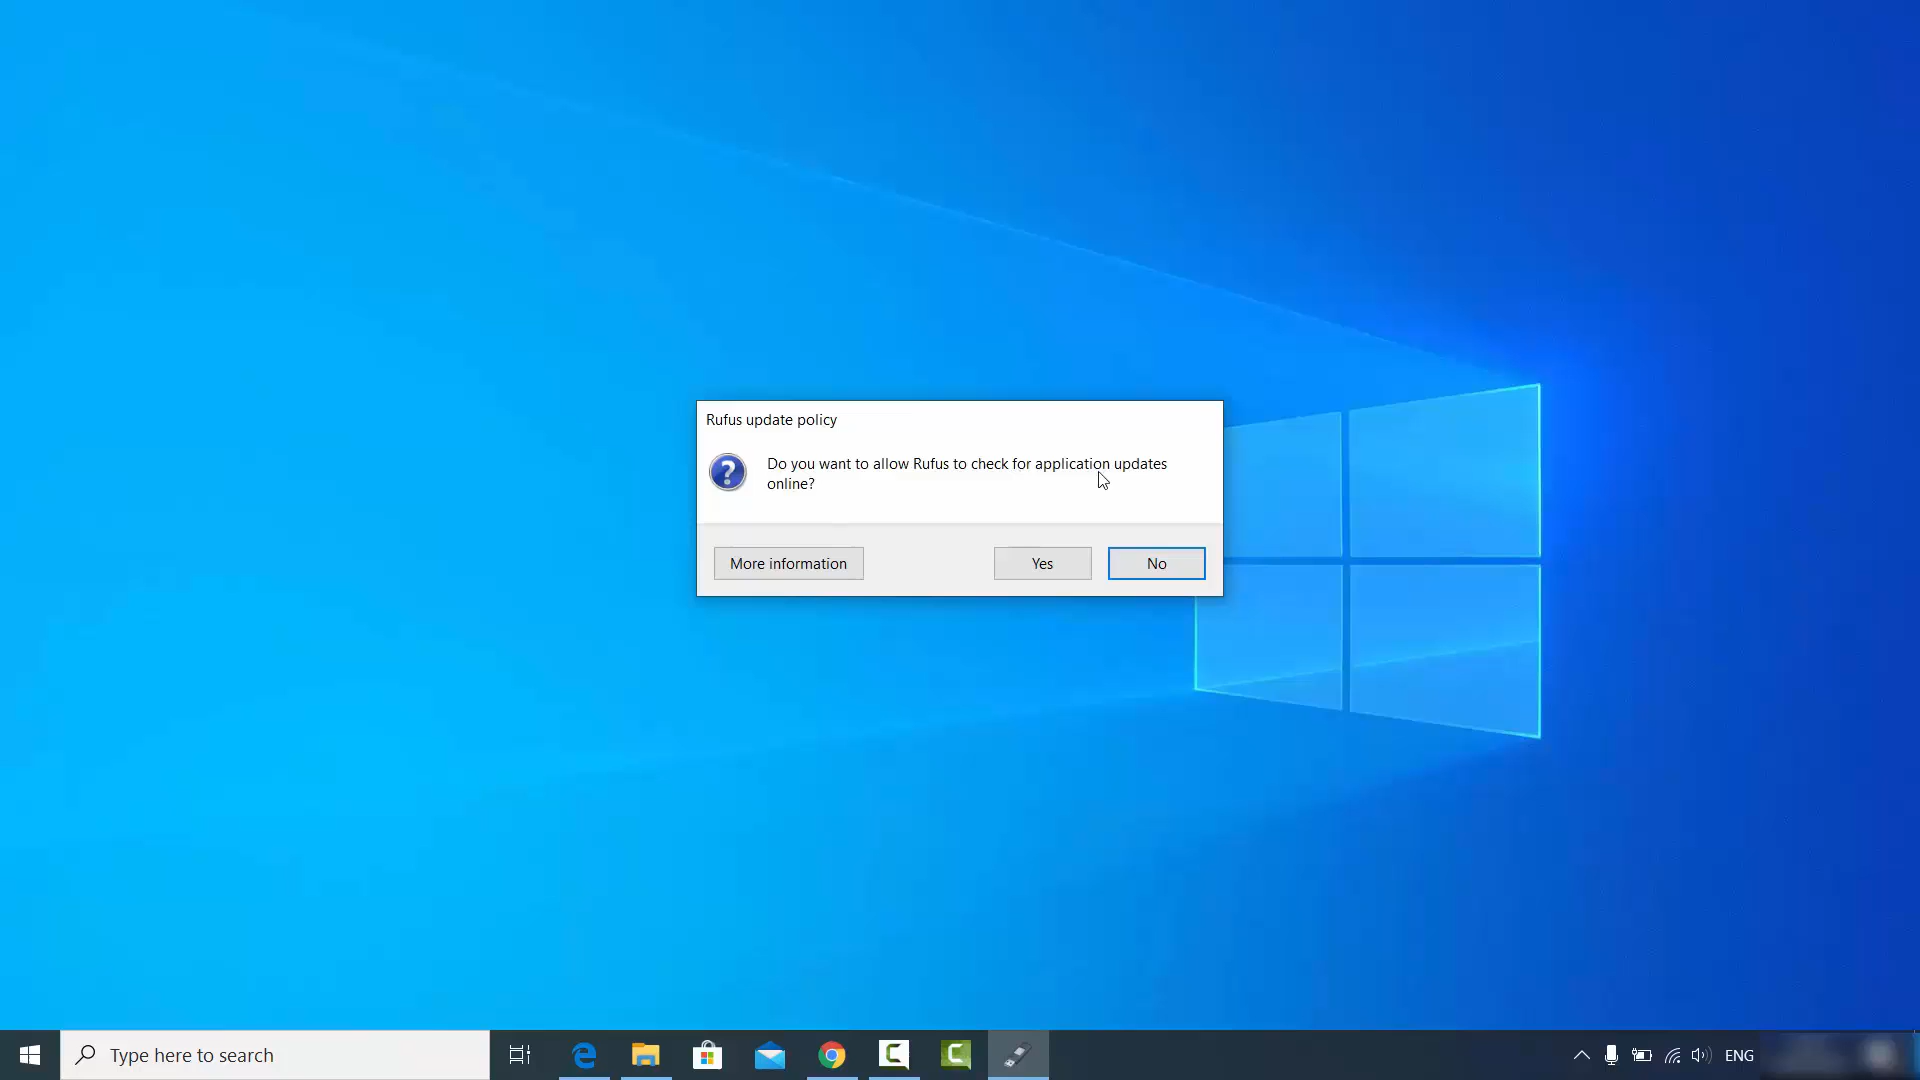 Rufus update policy
Do you want to allow Rufus to check for application updates
online?
More information
Yes
No
Type here to search
ENG